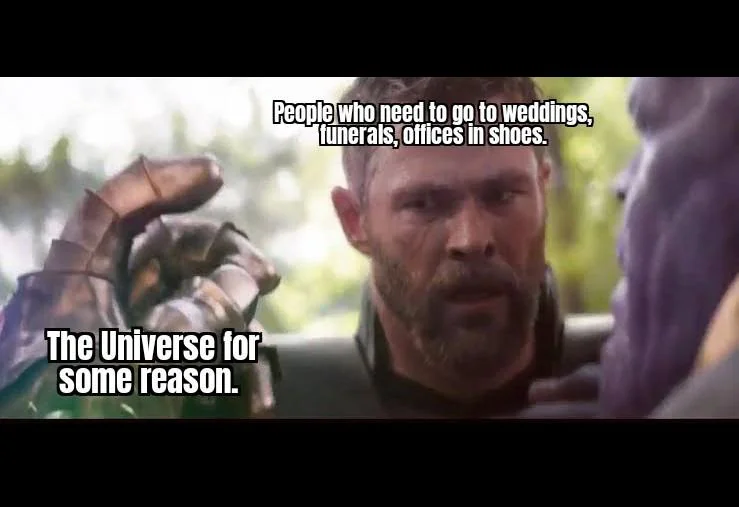 People who need to go to weddings,
funerals, offices in shoes.
The Universe for
some reason.